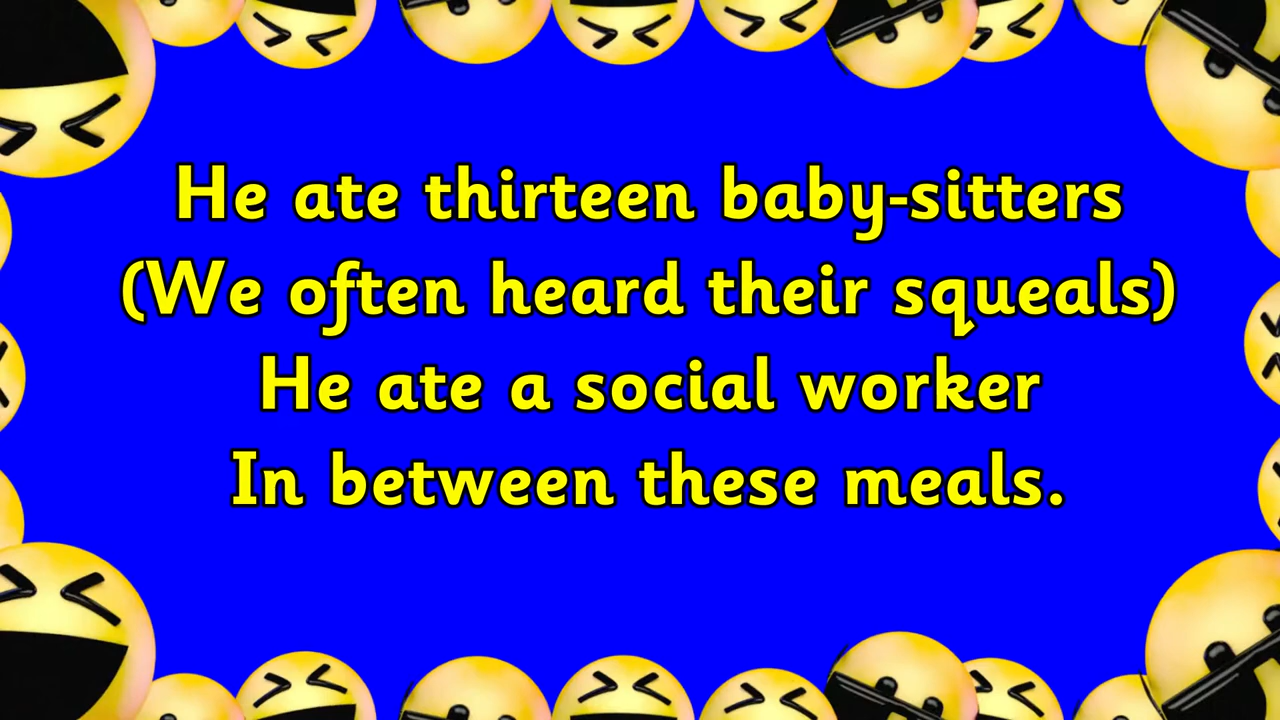 He ate thirteen baby-sitters
(We often heard their squeals)
He ate a social worker
In between these meals.